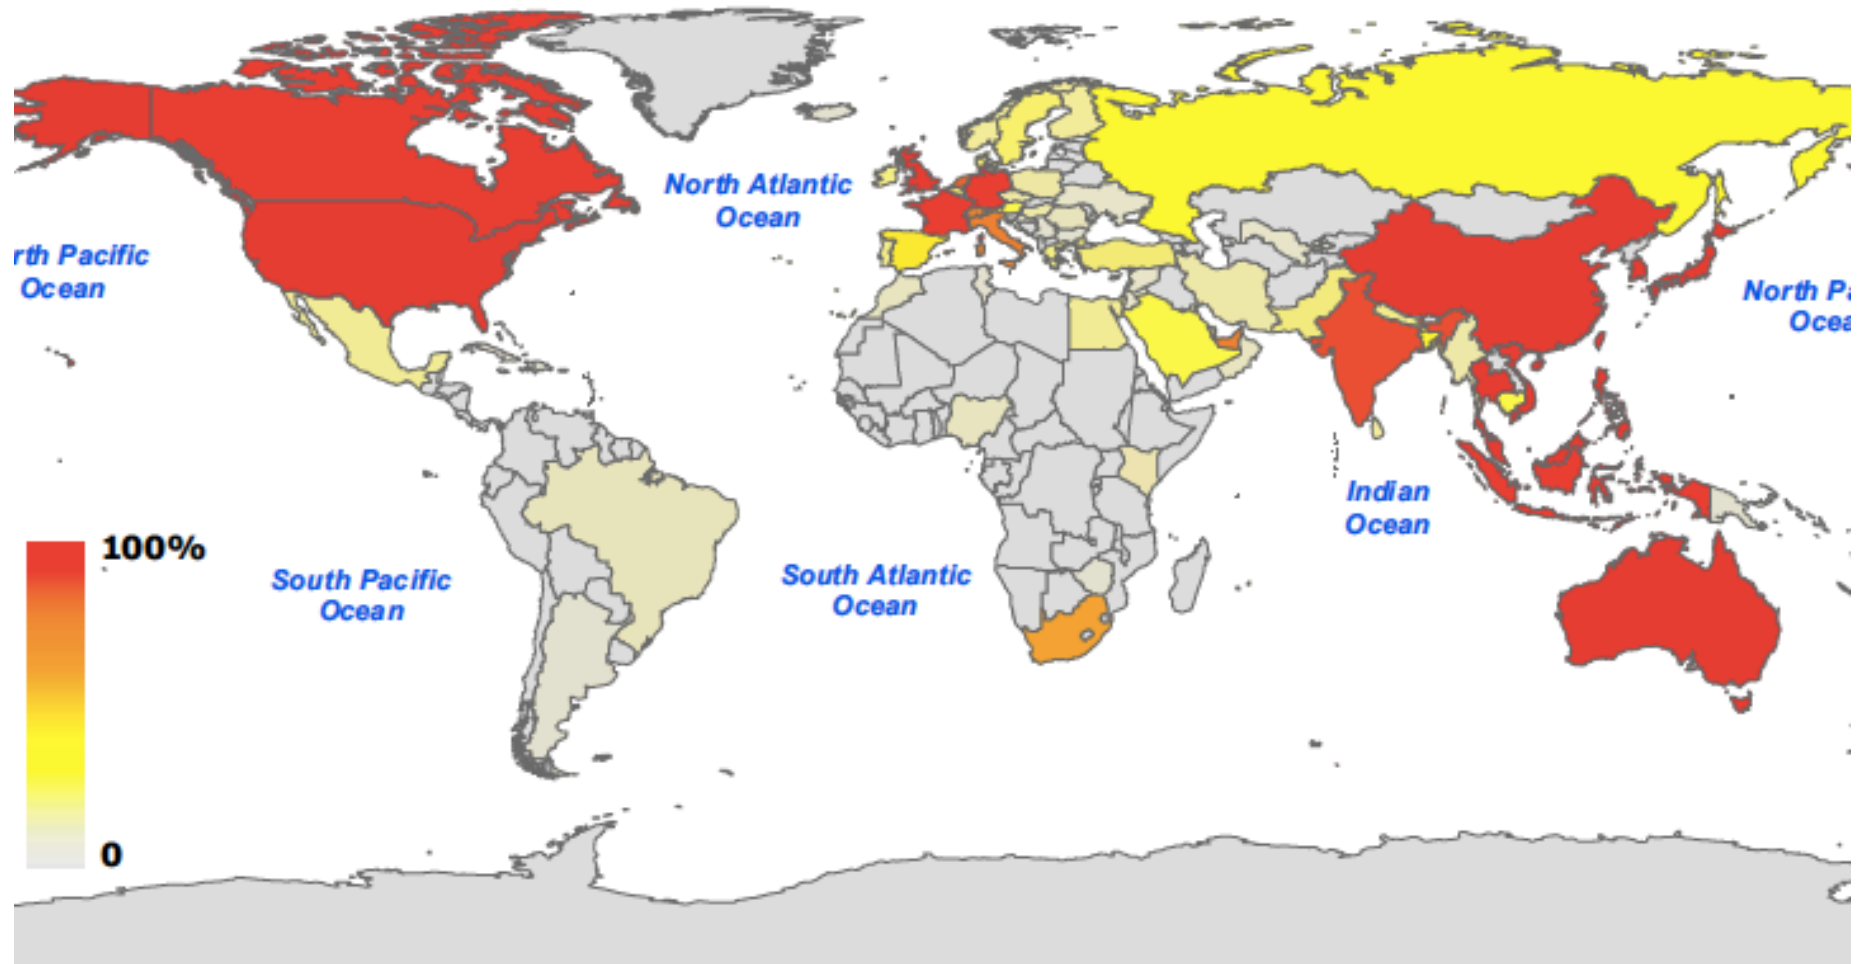 North Atlantic
Ocean
rth Pacific
Ocean
North Pa
Ocea
Indian
Ocean
100%
South Pacific
Ocean
South Atlantic
Ocean
0